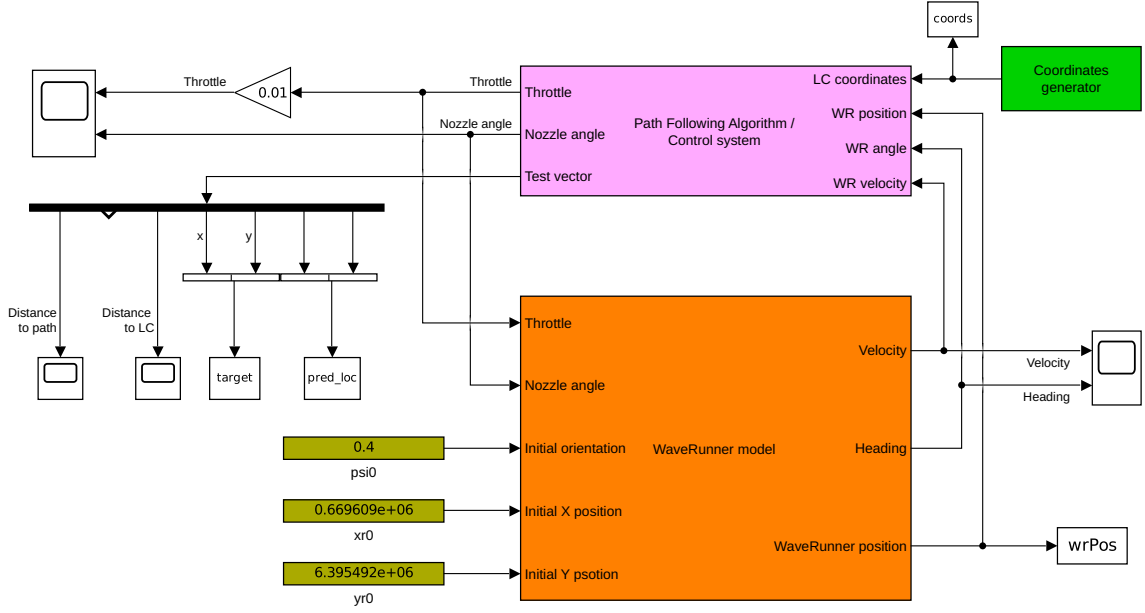 coords
Coordinates
generator
LC coordinates
Throttle
0.01
Throttle
Throttle
WR position
Path Following Algorithm /
Control system
Nozzle angle
Nozzle angle
WR angle
Test vector
WR velocity
x
y
Distance
to path
Distance
to LC
target
pred_loc
Throttle
Velocity
Velocity
Nozzle angle
Heading
0.4
psi0
Initial orientation
WaveRunner model
Heading
0.669609e+06
xr0
Initial X position
WaveRunner position
wrPos
6.395492e+06
yr0
Initial Y psotion